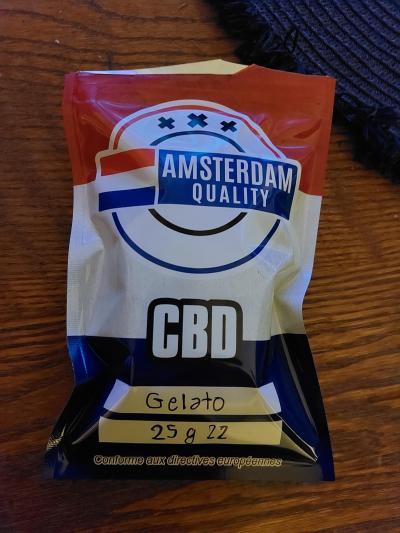 AMSTERDAM
QUALITY
CBD
Gelato
25 g 22
Conforme aux directives européennes